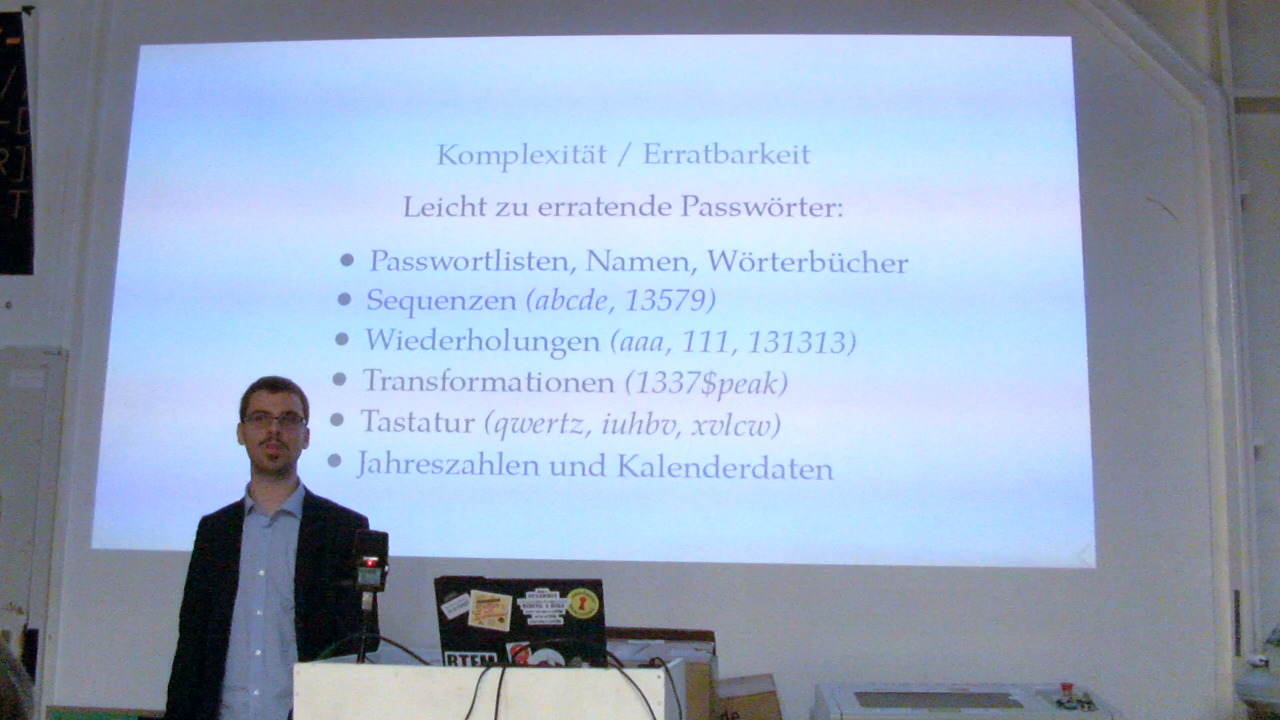 Komplexität / Erratbarkeit
Leicht zu erratende Passwörter:
• Passwortlisten, Namen, Wörterbücher
• Sequenzen (abcde, 13579)
• Wiederholungen (aaa, 111, 131313)
• Transformationen (1337$peak)
• Tastatur (qwertz, iuhbv, xvlcw)
• Jahreszahlen und Kalenderdaten